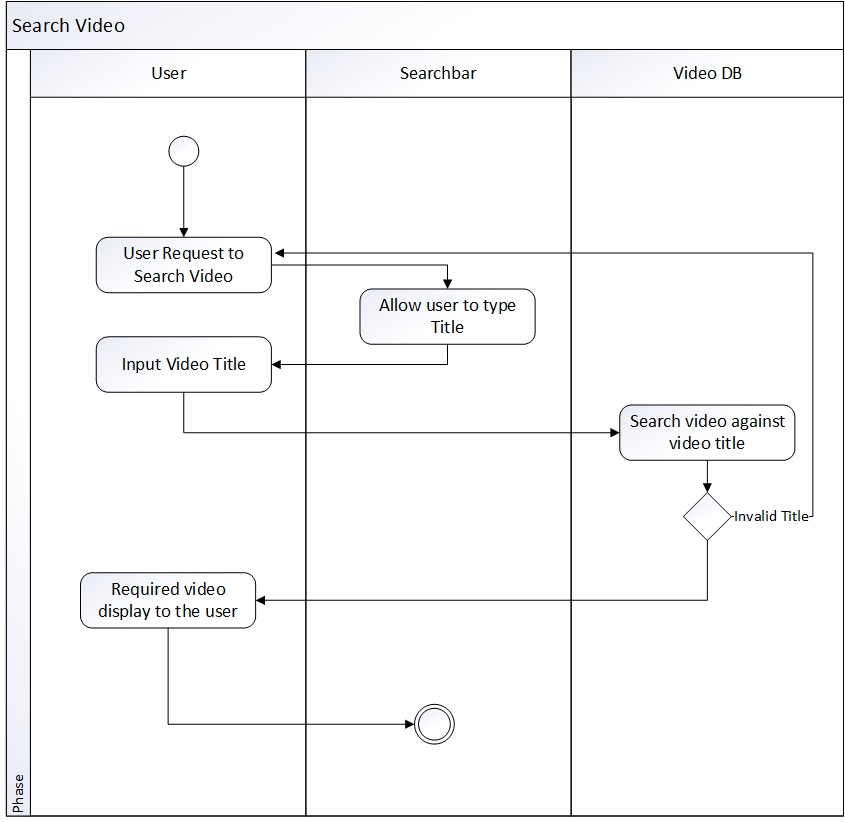 Search Video
User
Searchbar
Video DB
User Request to
Search Video
Allow user to type
Title
Input Video Title
Search video against
video title
Invalid Title
Required video
display to the user
Phase